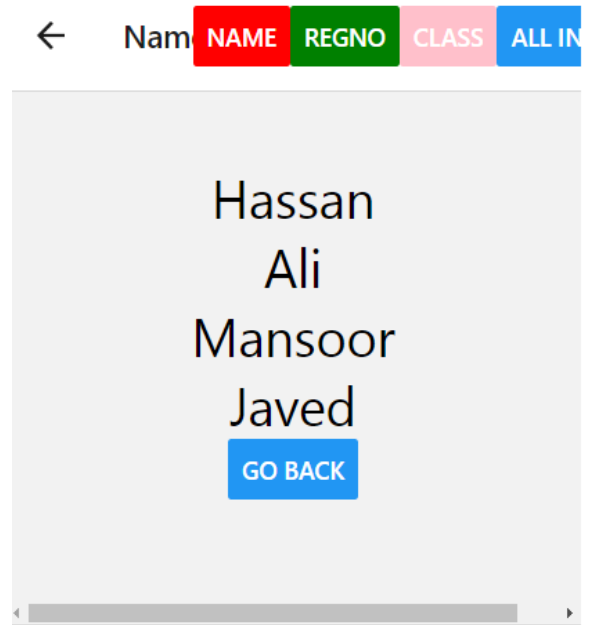 Nam NAME REGNO CLASS ALL IN
Hassan
Ali
Mansoor
Javed
GO BACK